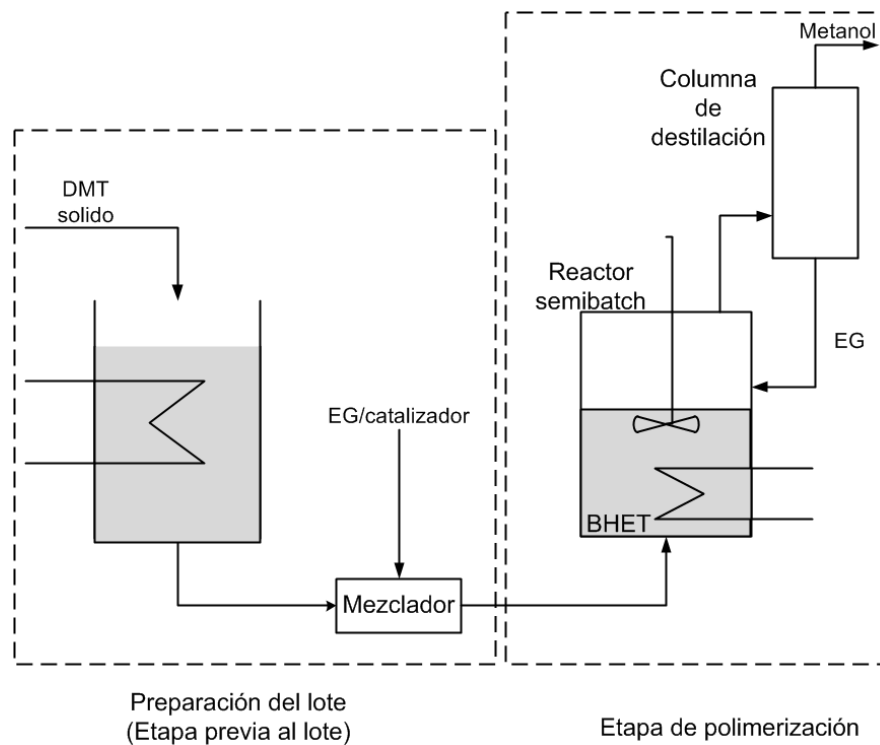 Metanol
Columna
de
destilación
DMT
solido
Reactor
semibatch
EG
EG/catalizador
BHET
Mezclador
Preparación del lote
(Etapa previa al lote)
Etapa de polimerización